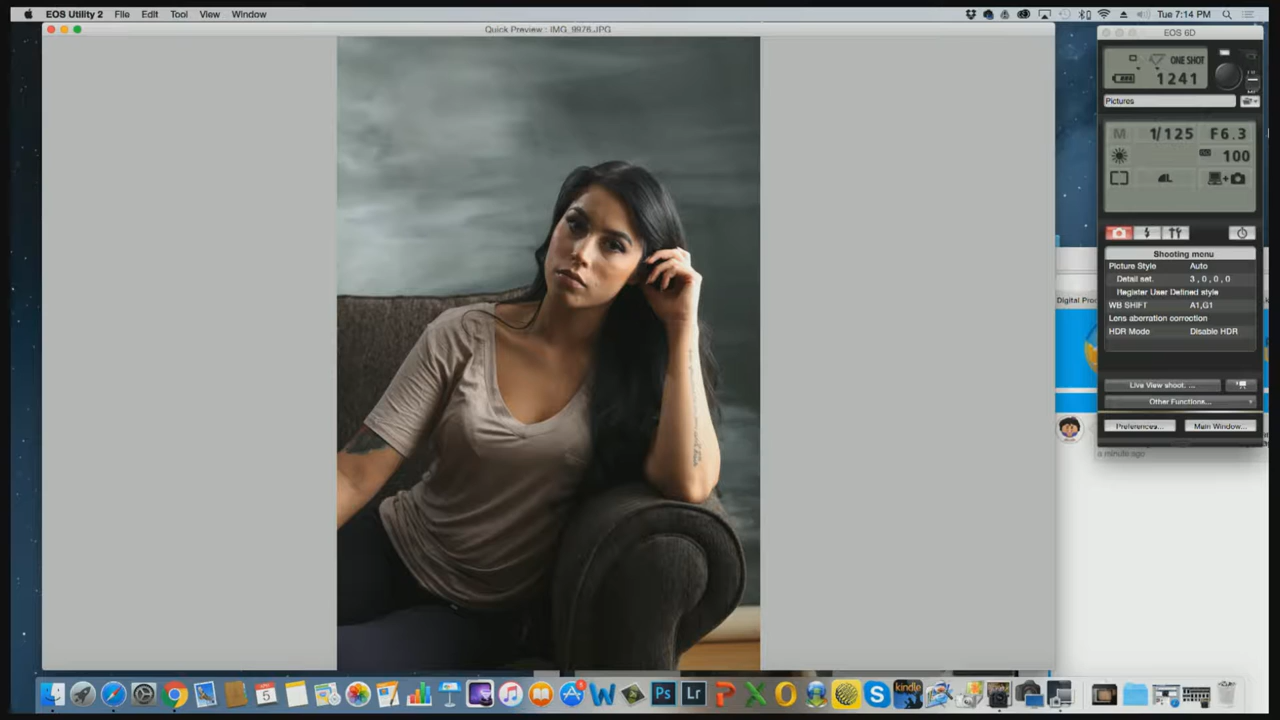 EOS Utility 2 File Edit Tool View Window Tue 7:14 PM
Quick Preview : IMG_9976.JPG
EOS 6D
ONE SHOT
1241
Pictures
M 1/125 F6.3
100
L
Shooting menu
Picture Style Auto
Detail set. 3 , 0 , 0 , 0
Register User Defined style
WB SHIFT A1,G1
Lens aberration correction
HDR Mode Disable HDR
Live View shoot. ...
Other Functions...
Preferences...
Main Window...
Digital Pro
a minute ago
5
W
Ps
Lr
P
X
O
S
kindle